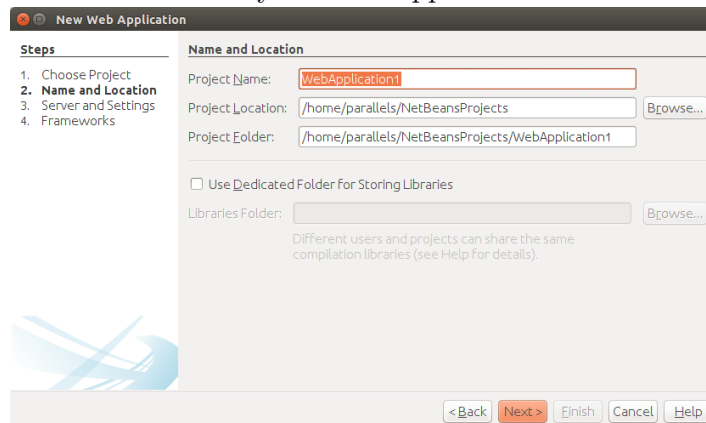 New Web Application
Steps
1. Choose Project
2. Name and Location
3. Server and Settings
4. Frameworks
Name and Location
Project Name: WebApplication1
Project Location: /home/parallels/NetBeansProjects Browse...
Project Folder: /home/parallels/NetBeansProjects/WebApplication1
Use Dedicated Folder for Storing Libraries
Libraries Folder: Browse...
Different users and projects can share the same
compilation libraries (see Help for details).
< Back Next > Finish Cancel Help